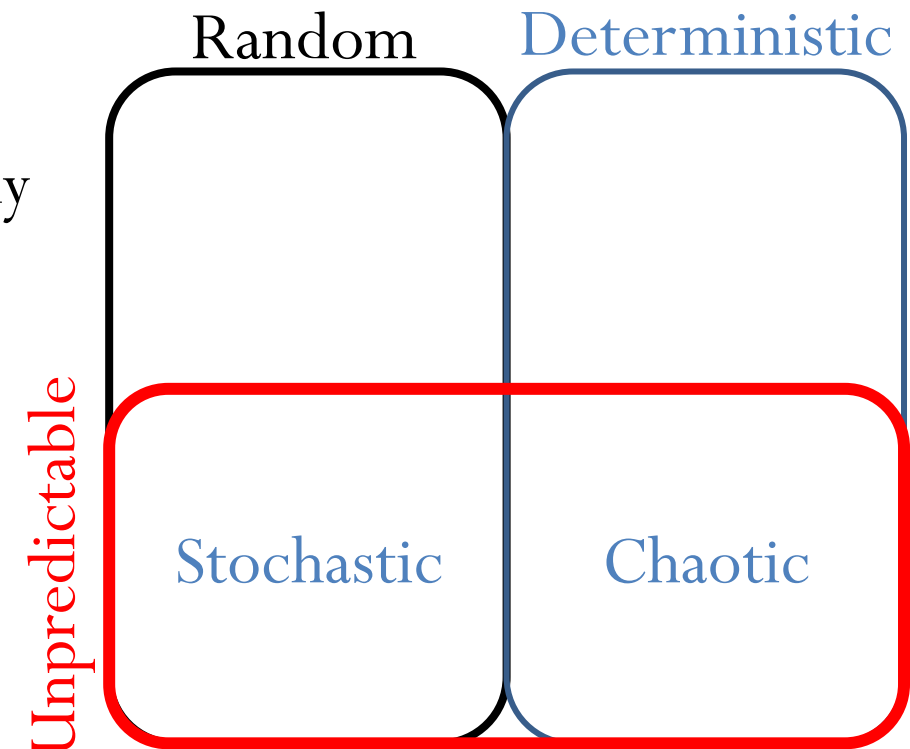 Random
Deterministic
Unpredictable
Stochastic
Chaotic